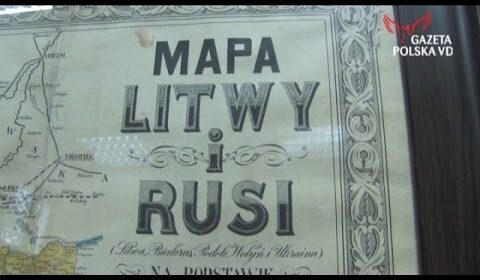 GAZETA
POLSKA VD
MAPA
LITWY
i
RUSI
(Litwa, Białoruś, Podole, Wołyń i Ukraina)
NA PODSTAWIE